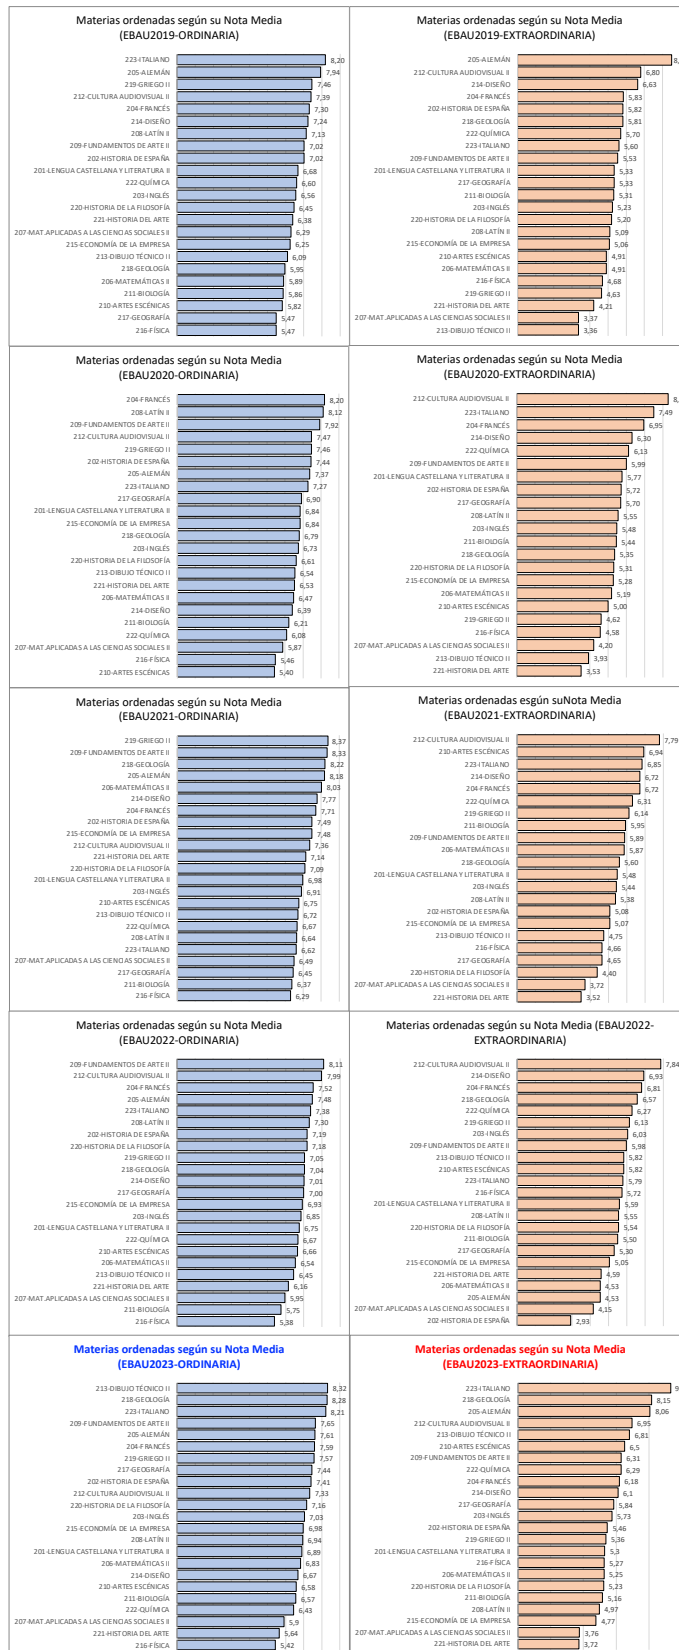 Materias ordenadas según su Nota Media
(EBAU2019-ORDINARIA)
223-ITALIANO 8,20
205-ALEMÁN 7,94
219-GRIEGO II 7,46
212-CULTURA AUDIOVISUAL II 7,39
204-FRANCÉS 7,30
214-DISEÑO 7,24
208-LATÍN II 7,13
209-FUNDAMENTOS DE ARTE II 7,02
202-HISTORIA DE ESPAÑA 7,02
201-LENGUA CASTELLANA Y LITERATURA II 6,68
222-QUÍMICA 6,60
203-INGLÉS 6,56
220-HISTORIA DE LA FILOSOFÍA 6,45
221-HISTORIA DEL ARTE 6,38
207-MAT.APLICADAS A LAS CIENCIAS SOCIALES II 6,29
215-ECONOMÍA DE LA EMPRESA 6,25
213-DIBUJO TÉCNICO II 6,09
218-GEOLOGÍA 5,95
206-MATEMÁTICAS II 5,89
211-BIOLOGÍA 5,86
210-ARTES ESCÉNICAS 5,82
217-GEOGRAFÍA 5,47
216-FÍSICA 5,47
Materias ordenadas según su Nota Media
(EBAU2019-EXTRAORDINARIA)
205-ALEMÁN 8,
212-CULTURA AUDIOVISUAL II 6,80
214-DISEÑO 6,63
204-FRANCÉS 5,83
202-HISTORIA DE ESPAÑA 5,82
218-GEOLOGÍA 5,81
222-QUÍMICA 5,70
223-ITALIANO 5,60
209-FUNDAMENTOS DE ARTE II 5,53
201-LENGUA CASTELLANA Y LITERATURA II 5,33
217-GEOGRAFÍA 5,33
211-BIOLOGÍA 5,31
203-INGLÉS 5,23
220-HISTORIA DE LA FILOSOFÍA 5,20
208-LATÍN II 5,09
215-ECONOMÍA DE LA EMPRESA 5,06
210-ARTES ESCÉNICAS 4,91
206-MATEMÁTICAS II 4,91
216-FÍSICA 4,68
219-GRIEGO II 4,63
221-HISTORIA DEL ARTE 4,21
207-MAT.APLICADAS A LAS CIENCIAS SOCIALES II 3,37
213-DIBUJO TÉCNICO II 3,36
Materias ordenadas según su Nota Media
(EBAU2020-ORDINARIA)
204-FRANCÉS 8,20
208-LATÍN II 8,12
209-FUNDAMENTOS DE ARTE II 7,92
212-CULTURA AUDIOVISUAL II 7,47
219-GRIEGO II 7,46
202-HISTORIA DE ESPAÑA 7,44
205-ALEMÁN 7,37
223-ITALIANO 7,27
217-GEOGRAFÍA 6,90
201-LENGUA CASTELLANA Y LITERATURA II 6,84
215-ECONOMÍA DE LA EMPRESA 6,84
218-GEOLOGÍA 6,79
203-INGLÉS 6,73
220-HISTORIA DE LA FILOSOFÍA 6,61
213-DIBUJO TÉCNICO II 6,54
221-HISTORIA DEL ARTE 6,53
206-MATEMÁTICAS II 6,47
214-DISEÑO 6,39
211-BIOLOGÍA 6,21
222-QUÍMICA 6,08
207-MAT.APLICADAS A LAS CIENCIAS SOCIALES II 5,87
216-FÍSICA 5,46
210-ARTES ESCÉNICAS 5,40
Materias ordenadas según su Nota Media
(EBAU2020-EXTRAORDINARIA)
212-CULTURA AUDIOVISUAL II 8,
223-ITALIANO 7,49
204-FRANCÉS 6,95
214-DISEÑO 6,30
222-QUÍMICA 6,13
209-FUNDAMENTOS DE ARTE II 5,99
201-LENGUA CASTELLANA Y LITERATURA II 5,77
202-HISTORIA DE ESPAÑA 5,72
217-GEOGRAFÍA 5,70
208-LATÍN II 5,55
203-INGLÉS 5,48
211-BIOLOGÍA 5,44
218-GEOLOGÍA 5,35
220-HISTORIA DE LA FILOSOFÍA 5,31
215-ECONOMÍA DE LA EMPRESA 5,28
206-MATEMÁTICAS II 5,19
210-ARTES ESCÉNICAS 5,00
219-GRIEGO II 4,62
216-FÍSICA 4,58
207-MAT.APLICADAS A LAS CIENCIAS SOCIALES II 4,20
213-DIBUJO TÉCNICO II 3,93
221-HISTORIA DEL ARTE 3,53
Materias ordenadas según su Nota Media
(EBAU2021-ORDINARIA)
219-GRIEGO II 8,37
209-FUNDAMENTOS DE ARTE II 8,33
218-GEOLOGÍA 8,22
205-ALEMÁN 8,18
206-MATEMÁTICAS II 8,03
214-DISEÑO 7,77
204-FRANCÉS 7,71
202-HISTORIA DE ESPAÑA 7,49
215-ECONOMÍA DE LA EMPRESA 7,48
212-CULTURA AUDIOVISUAL II 7,36
221-HISTORIA DEL ARTE 7,14
220-HISTORIA DE LA FILOSOFÍA 7,09
201-LENGUA CASTELLANA Y LITERATURA II 6,98
203-INGLÉS 6,91
210-ARTES ESCÉNICAS 6,75
213-DIBUJO TÉCNICO II 6,72
222-QUÍMICA 6,67
208-LATÍN II 6,64
223-ITALIANO 6,62
207-MAT.APLICADAS A LAS CIENCIAS SOCIALES II 6,49
217-GEOGRAFÍA 6,45
211-BIOLOGÍA 6,37
216-FÍSICA 6,29
Materias ordenadas esgún suNota Media
(EBAU2021-EXTRAORDINARIA)
212-CULTURA AUDIOVISUAL II 7,79
210-ARTES ESCÉNICAS 6,94
223-ITALIANO 6,85
214-DISEÑO 6,72
204-FRANCÉS 6,72
222-QUÍMICA 6,31
219-GRIEGO II 6,14
211-BIOLOGÍA 5,95
209-FUNDAMENTOS DE ARTE II 5,89
206-MATEMÁTICAS II 5,87
218-GEOLOGÍA 5,60
201-LENGUA CASTELLANA Y LITERATURA II 5,48
203-INGLÉS 5,44
208-LATÍN II 5,38
202-HISTORIA DE ESPAÑA 5,08
215-ECONOMÍA DE LA EMPRESA 5,07
213-DIBUJO TÉCNICO II 4,75
216-FÍSICA 4,66
217-GEOGRAFÍA 4,65
220-HISTORIA DE LA FILOSOFÍA 4,40
207-MAT.APLICADAS A LAS CIENCIAS SOCIALES II 3,72
221-HISTORIA DEL ARTE 3,52
Materias ordenadas según su Nota Media
(EBAU2022-ORDINARIA)
209-FUNDAMENTOS DE ARTE II 8,11
212-CULTURA AUDIOVISUAL II 7,99
204-FRANCÉS 7,52
205-ALEMÁN 7,48
223-ITALIANO 7,38
208-LATÍN II 7,30
202-HISTORIA DE ESPAÑA 7,19
220-HISTORIA DE LA FILOSOFÍA 7,18
219-GRIEGO II 7,05
218-GEOLOGÍA 7,04
214-DISEÑO 7,01
217-GEOGRAFÍA 7,00
215-ECONOMÍA DE LA EMPRESA 6,93
203-INGLÉS 6,85
201-LENGUA CASTELLANA Y LITERATURA II 6,75
222-QUÍMICA 6,67
210-ARTES ESCÉNICAS 6,66
206-MATEMÁTICAS II 6,54
213-DIBUJO TÉCNICO II 6,45
221-HISTORIA DEL ARTE 6,16
207-MAT.APLICADAS A LAS CIENCIAS SOCIALES II 5,95
211-BIOLOGÍA 5,75
216-FÍSICA 5,38
Materias ordenadas según su Nota Media (EBAU2022-
EXTRAORDINARIA)
212-CULTURA AUDIOVISUAL II 7,84
214-DISEÑO 6,93
204-FRANCÉS 6,81
218-GEOLOGÍA 6,57
222-QUÍMICA 6,27
219-GRIEGO II 6,13
203-INGLÉS 6,03
209-FUNDAMENTOS DE ARTE II 5,98
213-DIBUJO TÉCNICO II 5,82
210-ARTES ESCÉNICAS 5,82
223-ITALIANO 5,79
216-FÍSICA 5,72
201-LENGUA CASTELLANA Y LITERATURA II 5,59
208-LATÍN II 5,55
220-HISTORIA DE LA FILOSOFÍA 5,54
211-BIOLOGÍA 5,50
217-GEOGRAFÍA 5,30
215-ECONOMÍA DE LA EMPRESA 5,05
221-HISTORIA DEL ARTE 4,59
206-MATEMÁTICAS II 4,53
205-ALEMÁN 4,53
207-MAT.APLICADAS A LAS CIENCIAS SOCIALES II 4,15
202-HISTORIA DE ESPAÑA 2,93
Materias ordenadas según su Nota Media
(EBAU2023-ORDINARIA)
213-DIBUJO TÉCNICO II 8,32
218-GEOLOGÍA 8,28
223-ITALIANO 8,21
209-FUNDAMENTOS DE ARTE II 7,65
205-ALEMÁN 7,61
204-FRANCÉS 7,59
219-GRIEGO II 7,57
217-GEOGRAFÍA 7,44
202-HISTORIA DE ESPAÑA 7,41
212-CULTURA AUDIOVISUAL II 7,33
220-HISTORIA DE LA FILOSOFÍA 7,16
203-INGLÉS 7,03
215-ECONOMÍA DE LA EMPRESA 6,98
208-LATÍN II 6,94
201-LENGUA CASTELLANA Y LITERATURA II 6,89
206-MATEMÁTICAS II 6,83
214-DISEÑO 6,67
210-ARTES ESCÉNICAS 6,58
211-BIOLOGÍA 6,57
222-QUÍMICA 6,43
207-MAT.APLICADAS A LAS CIENCIAS SOCIALES II 5,9
221-HISTORIA DEL ARTE 5,64
216-FÍSICA 5,42
Materias ordenadas según su Nota Media
(EBAU2023-EXTRAORDINARIA)
223-ITALIANO 9
218-GEOLOGÍA 8,15
205-ALEMÁN 8,06
212-CULTURA AUDIOVISUAL II 6,95
213-DIBUJO TÉCNICO II 6,81
210-ARTES ESCÉNICAS 6,5
209-FUNDAMENTOS DE ARTE II 6,31
222-QUÍMICA 6,29
204-FRANCÉS 6,18
214-DISEÑO 6,1
217-GEOGRAFÍA 5,84
203-INGLÉS 5,73
202-HISTORIA DE ESPAÑA 5,46
219-GRIEGO II 5,36
201-LENGUA CASTELLANA Y LITERATURA II 5,3
216-FÍSICA 5,27
206-MATEMÁTICAS II 5,25
220-HISTORIA DE LA FILOSOFÍA 5,23
211-BIOLOGÍA 5,16
208-LATÍN II 4,97
215-ECONOMÍA DE LA EMPRESA 4,77
207-MAT.APLICADAS A LAS CIENCIAS SOCIALES II 3,76
221-HISTORIA DEL ARTE 3,72